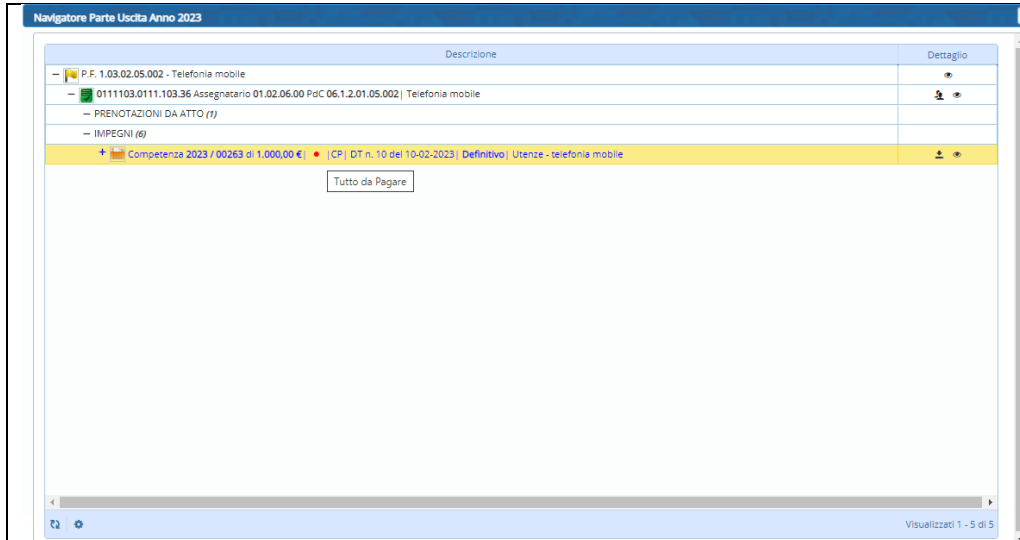 Navigatore Parte Uscita Anno 2023
Descrizione Dettaglio
− P.F. 1.03.02.05.002 - Telefonia mobile
− 0111103.0111.103.36 Assegnatario 01.02.06.00 PdC 06.1.2.01.05.002| Telefonia mobile
− PRENOTAZIONI DA ATTO (1)
− IMPEGNI (6)
+ Competenza 2023 / 00263 di 1.000,00 €| • |CP| DT n. 10 del 10-02-2023| Definitivo| Utenze - telefonia mobile
Tutto da Pagare
Visualizzati 1 - 5 di 5